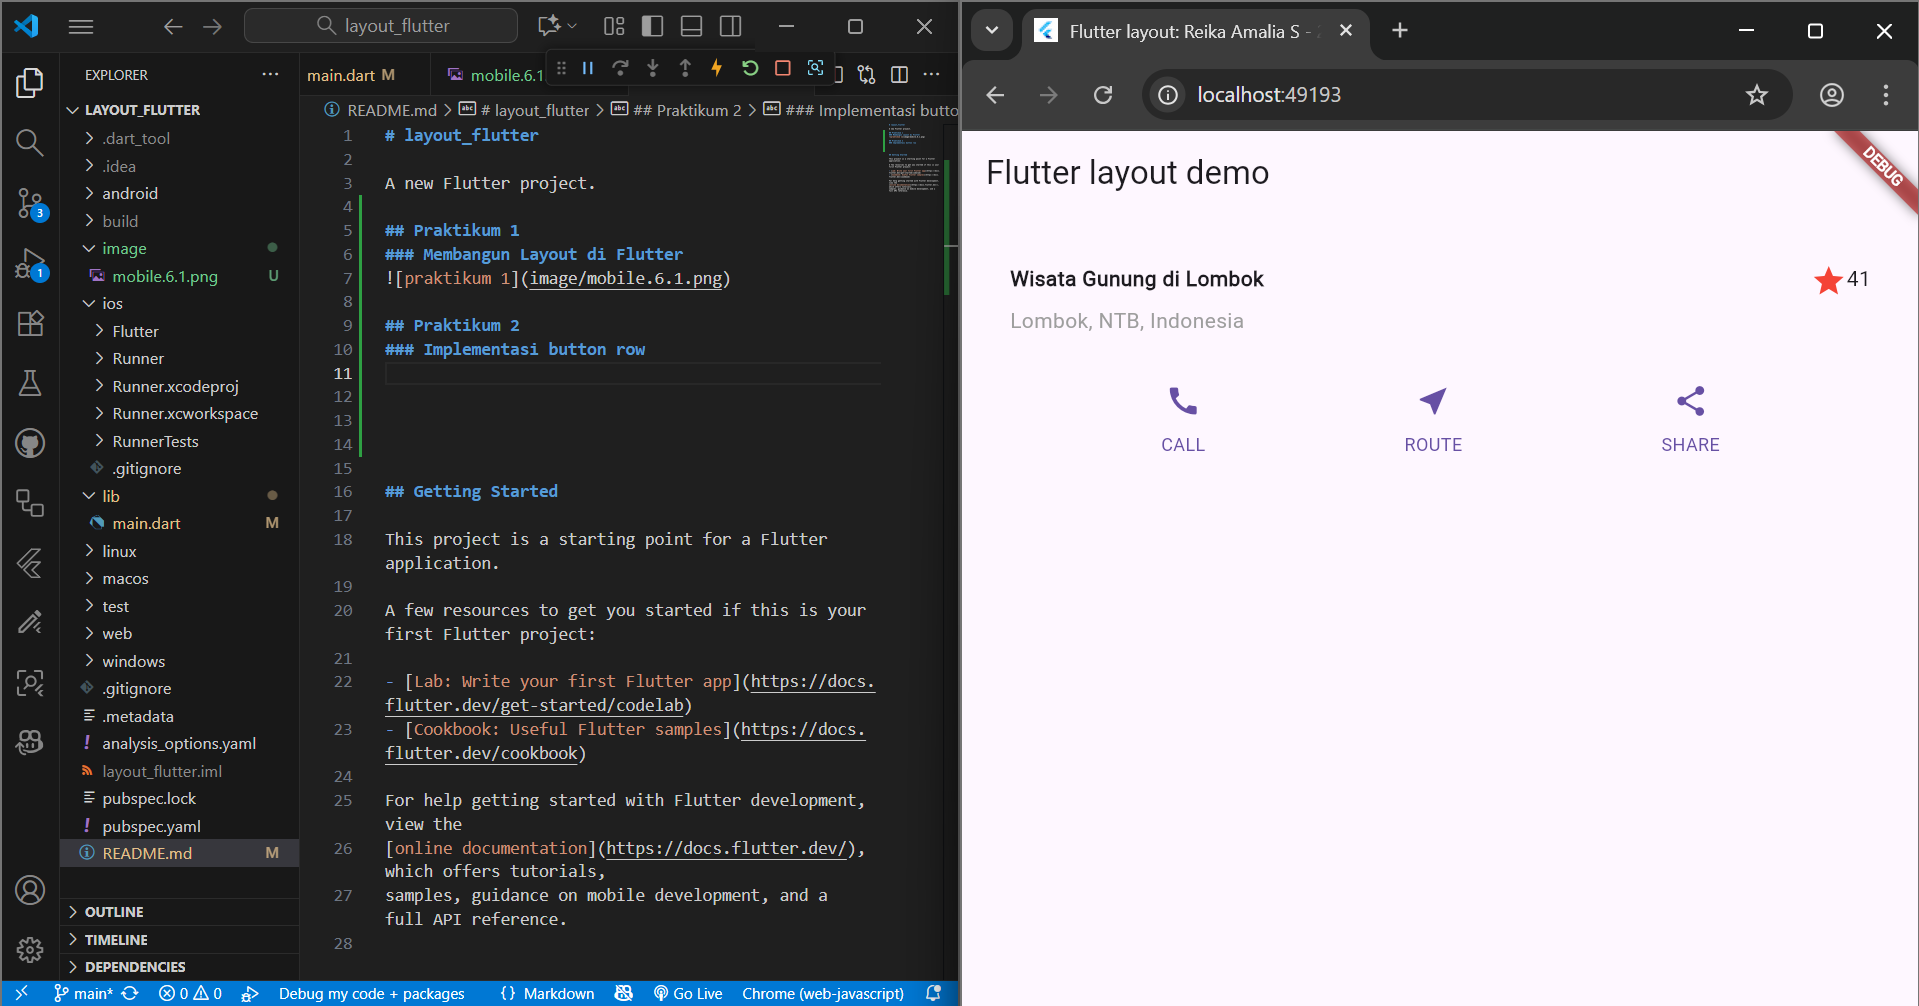 layout_flutter
EXPLORER
LAYOUT_FLUTTER
.dart_tool
.idea
android
build
image
mobile.6.1.png U
ios
Flutter
Runner
Runner.xcodeproj
Runner.xcworkspace
RunnerTests
.gitignore
lib
main.dart M
linux
macos
test
web
windows
.gitignore
.metadata
analysis_options.yaml
layout_flutter.iml
pubspec.lock
pubspec.yaml
README.md M
OUTLINE
TIMELINE
DEPENDENCIES
3
1
main.dart M
mobile.6.1
README.md > # layout_flutter > ## Praktikum 2 > ### Implementasi butto
1 # layout_flutter
2
3 A new Flutter project.
4
5 ## Praktikum 1
6 ### Membangun Layout di Flutter
7 ![praktikum 1](image/mobile.6.1.png)
8
9 ## Praktikum 2
10 ### Implementasi button row
11
12
13
14
15
16 ## Getting Started
17
18 This project is a starting point for a Flutter
application.
19
20 A few resources to get you started if this is your
first Flutter project:
21
22 - [Lab: Write your first Flutter app](https://docs.
flutter.dev/get-started/codelab)
23 - [Cookbook: Useful Flutter samples](https://docs.
flutter.dev/cookbook)
24
25 For help getting started with Flutter development,
view the
26 [online documentation](https://docs.flutter.dev/),
which offers tutorials,
27 samples, guidance on mobile development, and a
full API reference.
28
main* 0 0 Debug my code + packages {} Markdown Go Live Chrome (web-javascript)
Flutter layout: Reika Amalia S -
localhost:49193
Flutter layout demo
DEBUG
Wisata Gunung di Lombok
41
Lombok, NTB, Indonesia
CALL ROUTE SHARE